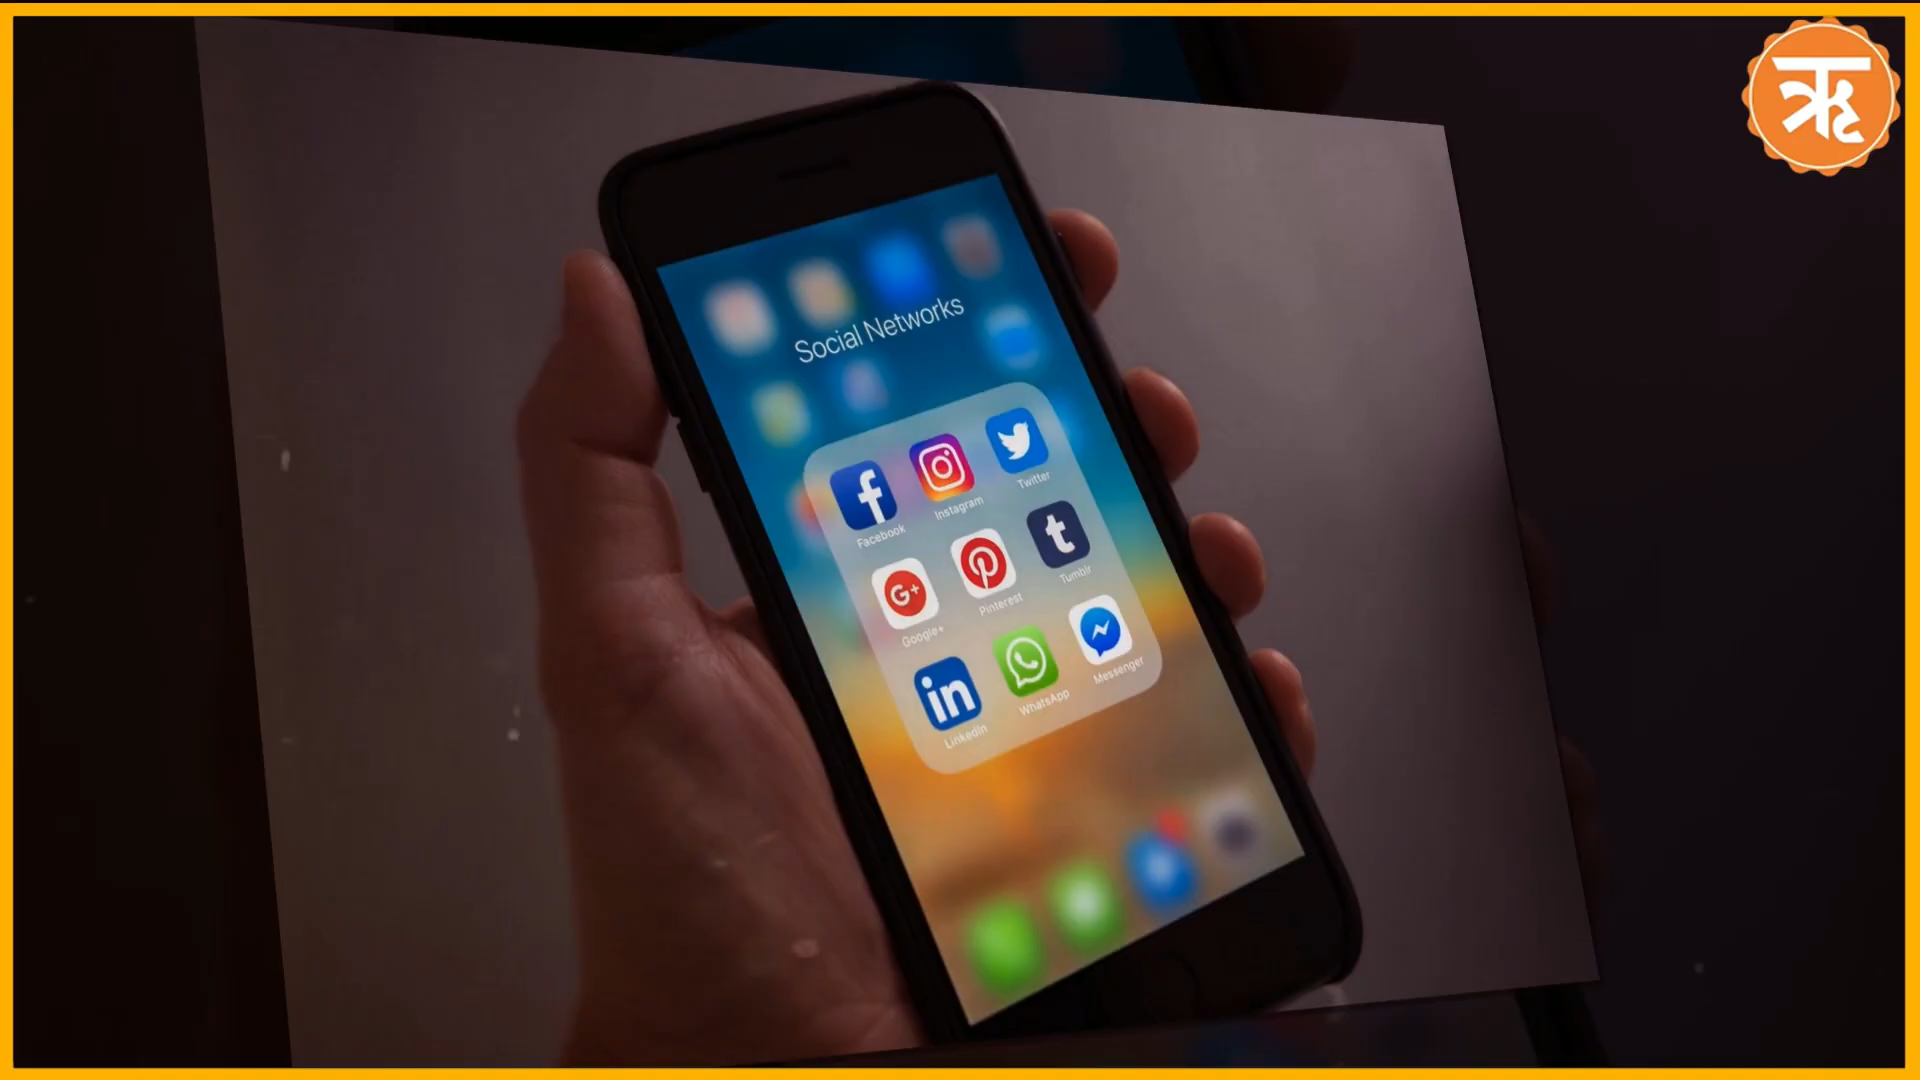 ऋ
Social Networks
Facebook
Instagram
Twitter
Google+
Pinterest
Tumblr
LinkedIn
WhatsApp
Messenger